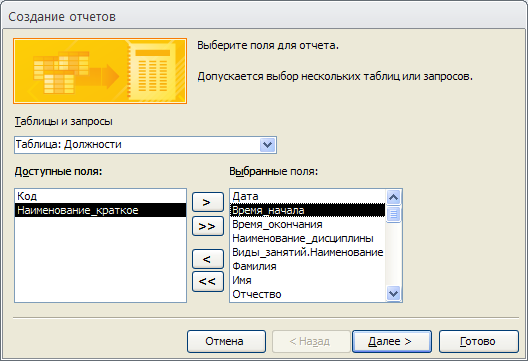 Создание отчетов
Выберите поля для отчета.
Допускается выбор нескольких таблиц или запросов.
Таблицы и запросы
Таблица: Должности
Доступные поля:
Выбранные поля:
Код
Наименование_краткое
>
>>
<
<<
Дата
Время_начала
Время_окончания
Наименование_дисциплины
Виды_занятий.Наименование
Фамилия
Имя
Отчество
Отмена
< Назад
Далее >
Готово